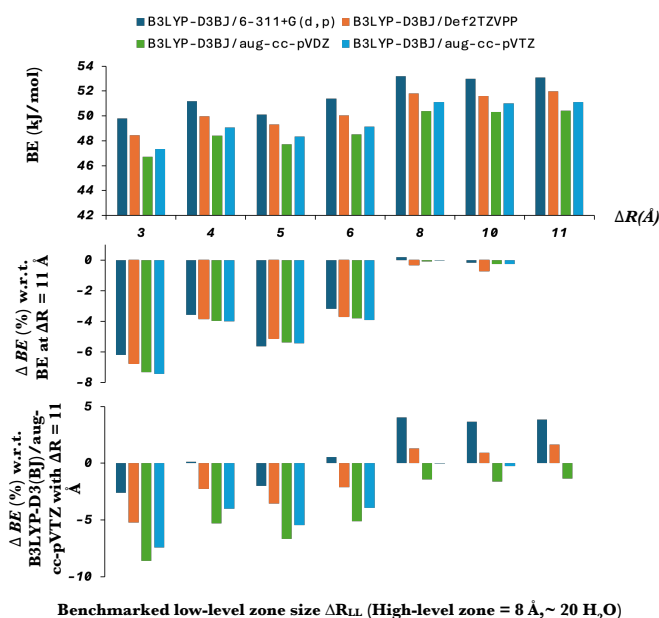 B3LYP-D3BJ/6-311+G(d,p) B3LYP-D3BJ/Def2TZVPP
B3LYP-D3BJ/aug-cc-pVDZ B3LYP-D3BJ/aug-cc-pVTZ
BE (kJ/mol)
54
52
50
48
46
44
42
3 4 5 6 8 10 11
ΔR(Å)
Δ BE (%) w.r.t.
BE at ΔR = 11 Å
0
-2
-4
-6
-8
Δ BE (%) w.r.t.
B3LYP-D3(BJ)/aug-
cc-pVTZ with ΔR = 11
Å
5
0
-5
-10
Benchmarked low-level zone size ΔR_LL (High-level zone = 8 Å,~ 20 H₂O)